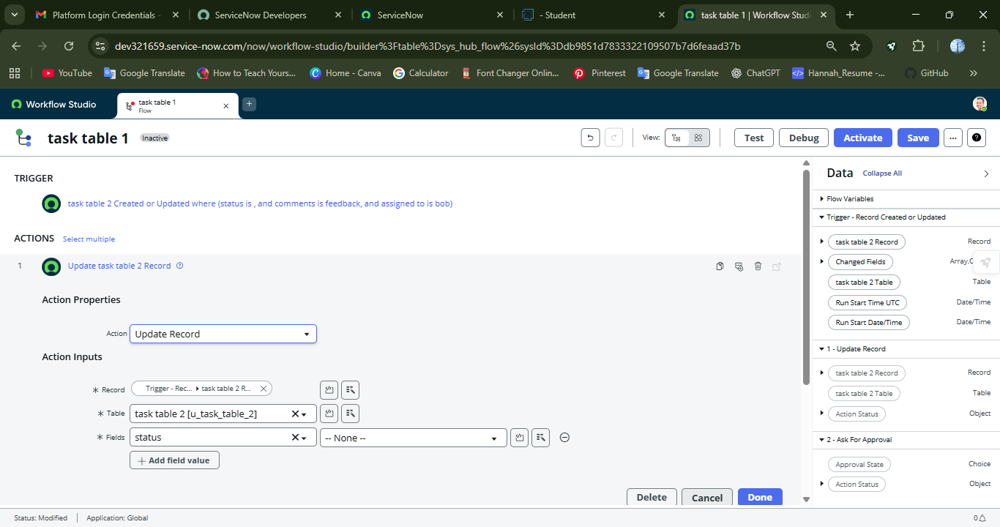 Platform Login Credentials -
ServiceNow Developers
ServiceNow
- Student
task table 1 | Workflow Studi
dev321659.service-now.com/now/workflow-studio/builder%3Ftable%3Dsys_hub_flow%26sysId%3Ddb9851d7833322109507b7d6feaad37b
YouTube
Google Translate
How to Teach Yours...
Home - Canva
Calculator
Font Changer Onlin...
Pinterest
Google Translate
ChatGPT
Hannah_Resume -...
GitHub
Workflow Studio
task table 1
Flow
task table 1 Inactive
View:
Test
Debug
Activate
Save
TRIGGER
task table 2 Created or Updated where (status is , and comments is feedback, and assigned to is bob)
ACTIONS Select multiple
1 Update task table 2 Record
Action Properties
Action Update Record
Action Inputs
* Record Trigger - Rec... task table 2 R...
* Table task table 2 [u_task_table_2]
* Fields status -- None --
+ Add field value
Delete
Cancel
Done
Data Collapse All
Flow Variables
Trigger - Record Created or Updated
task table 2 Record Record
Changed Fields Array.O
task table 2 Table Table
Run Start Time UTC Date/Time
Run Start Date/Time Date/Time
1 - Update Record
task table 2 Record Record
task table 2 Table Table
Action Status Object
2 - Ask For Approval
Approval State Choice
Action Status Object
Status: Modified
Application: Global
0